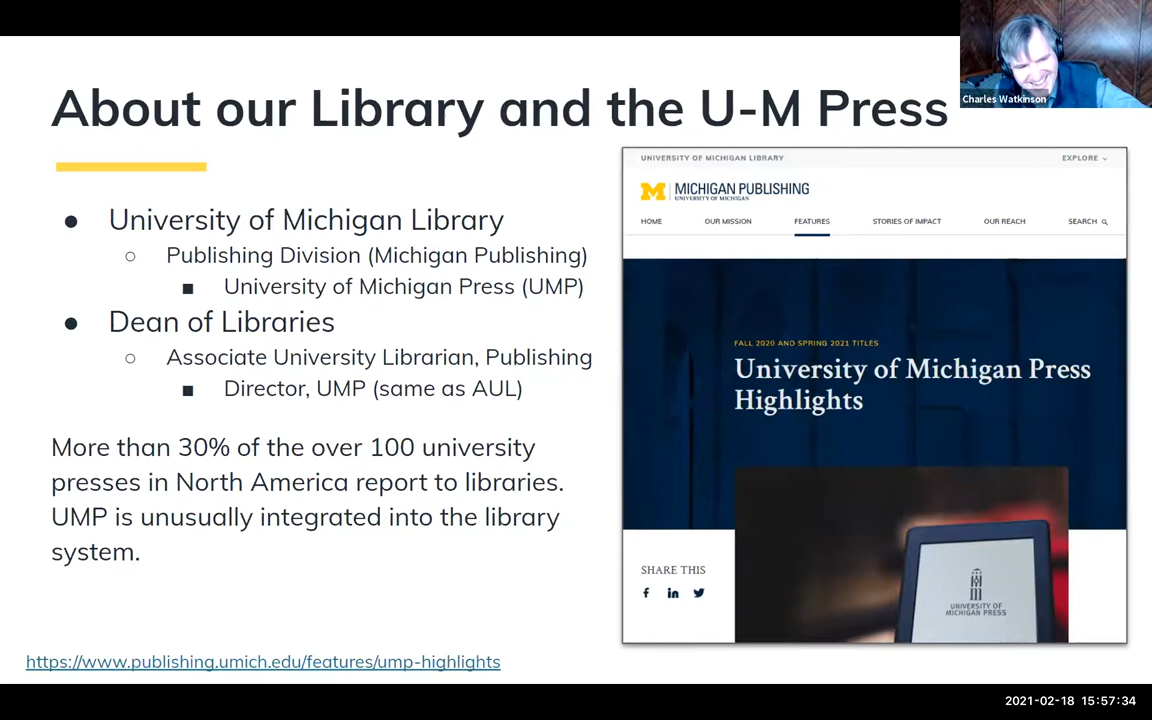 Charles Watkinson
About our Library and the U-M Press
● University of Michigan Library
○ Publishing Division (Michigan Publishing)
■ University of Michigan Press (UMP)
● Dean of Libraries
○ Associate University Librarian, Publishing
■ Director, UMP (same as AUL)
More than 30% of the over 100 university
presses in North America report to libraries.
UMP is unusually integrated into the library
system.
https://www.publishing.umich.edu/features/ump-highlights
UNIVERSITY OF MICHIGAN LIBRARY
EXPLORE
M MICHIGAN PUBLISHING
UNIVERSITY OF MICHIGAN
HOME OUR MISSION FEATURES STORIES OF IMPACT OUR REACH SEARCH
FALL 2020 AND SPRING 2021 TITLES
University of Michigan Press
Highlights
UNIVERSITY OF
MICHIGAN PRESS
SHARE THIS
2021-02-18 15:57:34